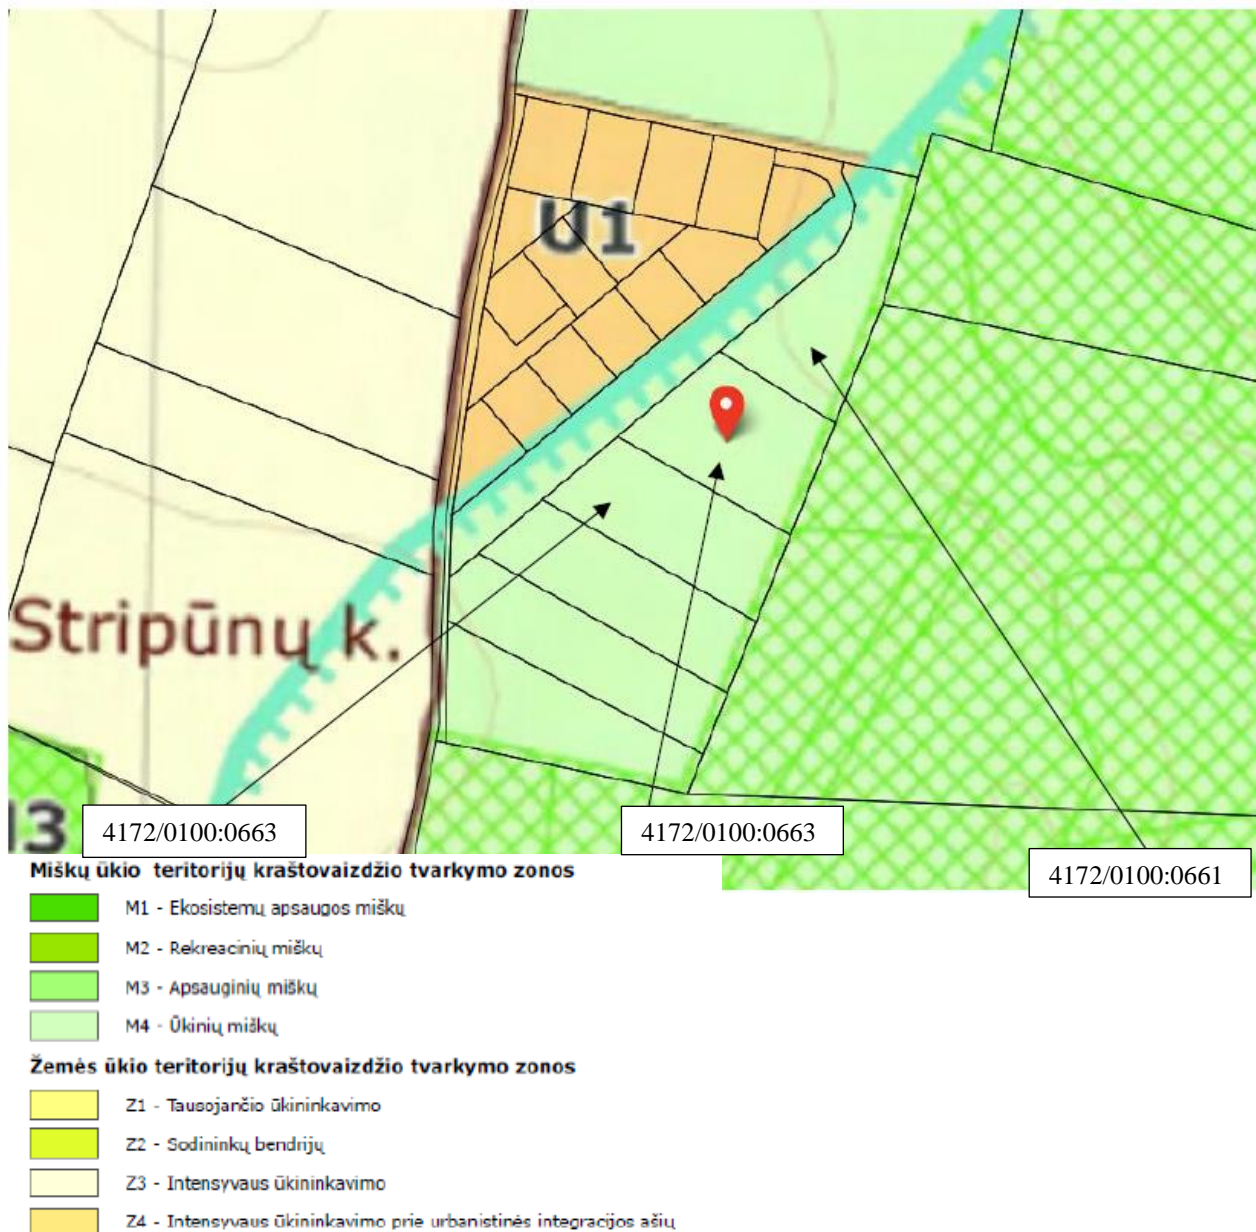 U1
Stripūnų k.
13
4172/0100:0663
4172/0100:0663
4172/0100:0661
Miškų ūkio teritorijų kraštovaizdžio tvarkymo zonos
M1 - Ekosistemų apsaugos miškų
M2 - Rekreacinių miškų
M3 - Apsauginių miškų
M4 - Ūkinių miškų
Žemės ūkio teritorijų kraštovaizdžio tvarkymo zonos
Z1 - Tausojančio ūkininkavimo
Z2 - Sodininkų bendrijų
Z3 - Intensyvaus ūkininkavimo
Z4 - Intensyvaus ūkininkavimo prie urbanistinės integracijos ašių